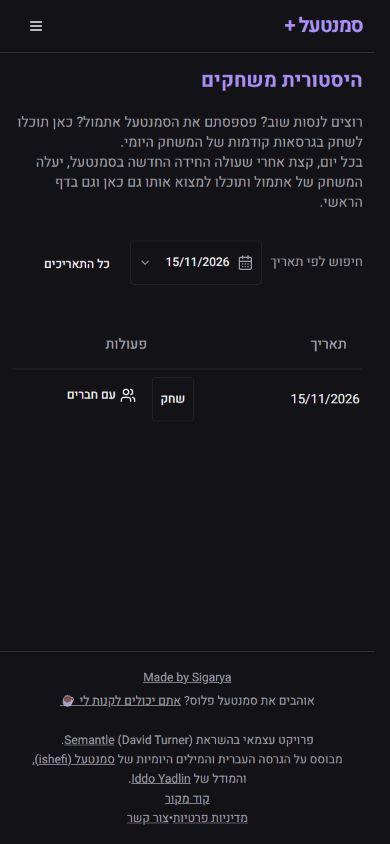 סמנטעל +
היסטורית משחקים
רוצים לנסות שוב? פספסתם את הסמנטעל אתמול? כאן תוכלו
לשחק בגרסאות קודמות של המשחק היומי.
בכל יום, קצת אחרי שעולה החידה החדשה בסמנטעל, יעלה
המשחק של אתמול ותוכלו למצוא אותו גם כאן וגם בדף
הראשי.
חיפוש לפי תאריך 15/11/2026 כל התאריכים
תאריך פעולות
15/11/2026 שחק עם חברים
Made by Sigarya
אוהבים את סמנטעל פלוס? אתם יכולים לקנות לי ☕
פרויקט עצמאי בהשראת Semantle (David Turner).
מבוסס על הגרסה העברית והמילים היומיות של סמנטעל (ishefi),
והמודל של Iddo Yadlin.
קוד מקור
מדיניות פרטיות•צור קשר